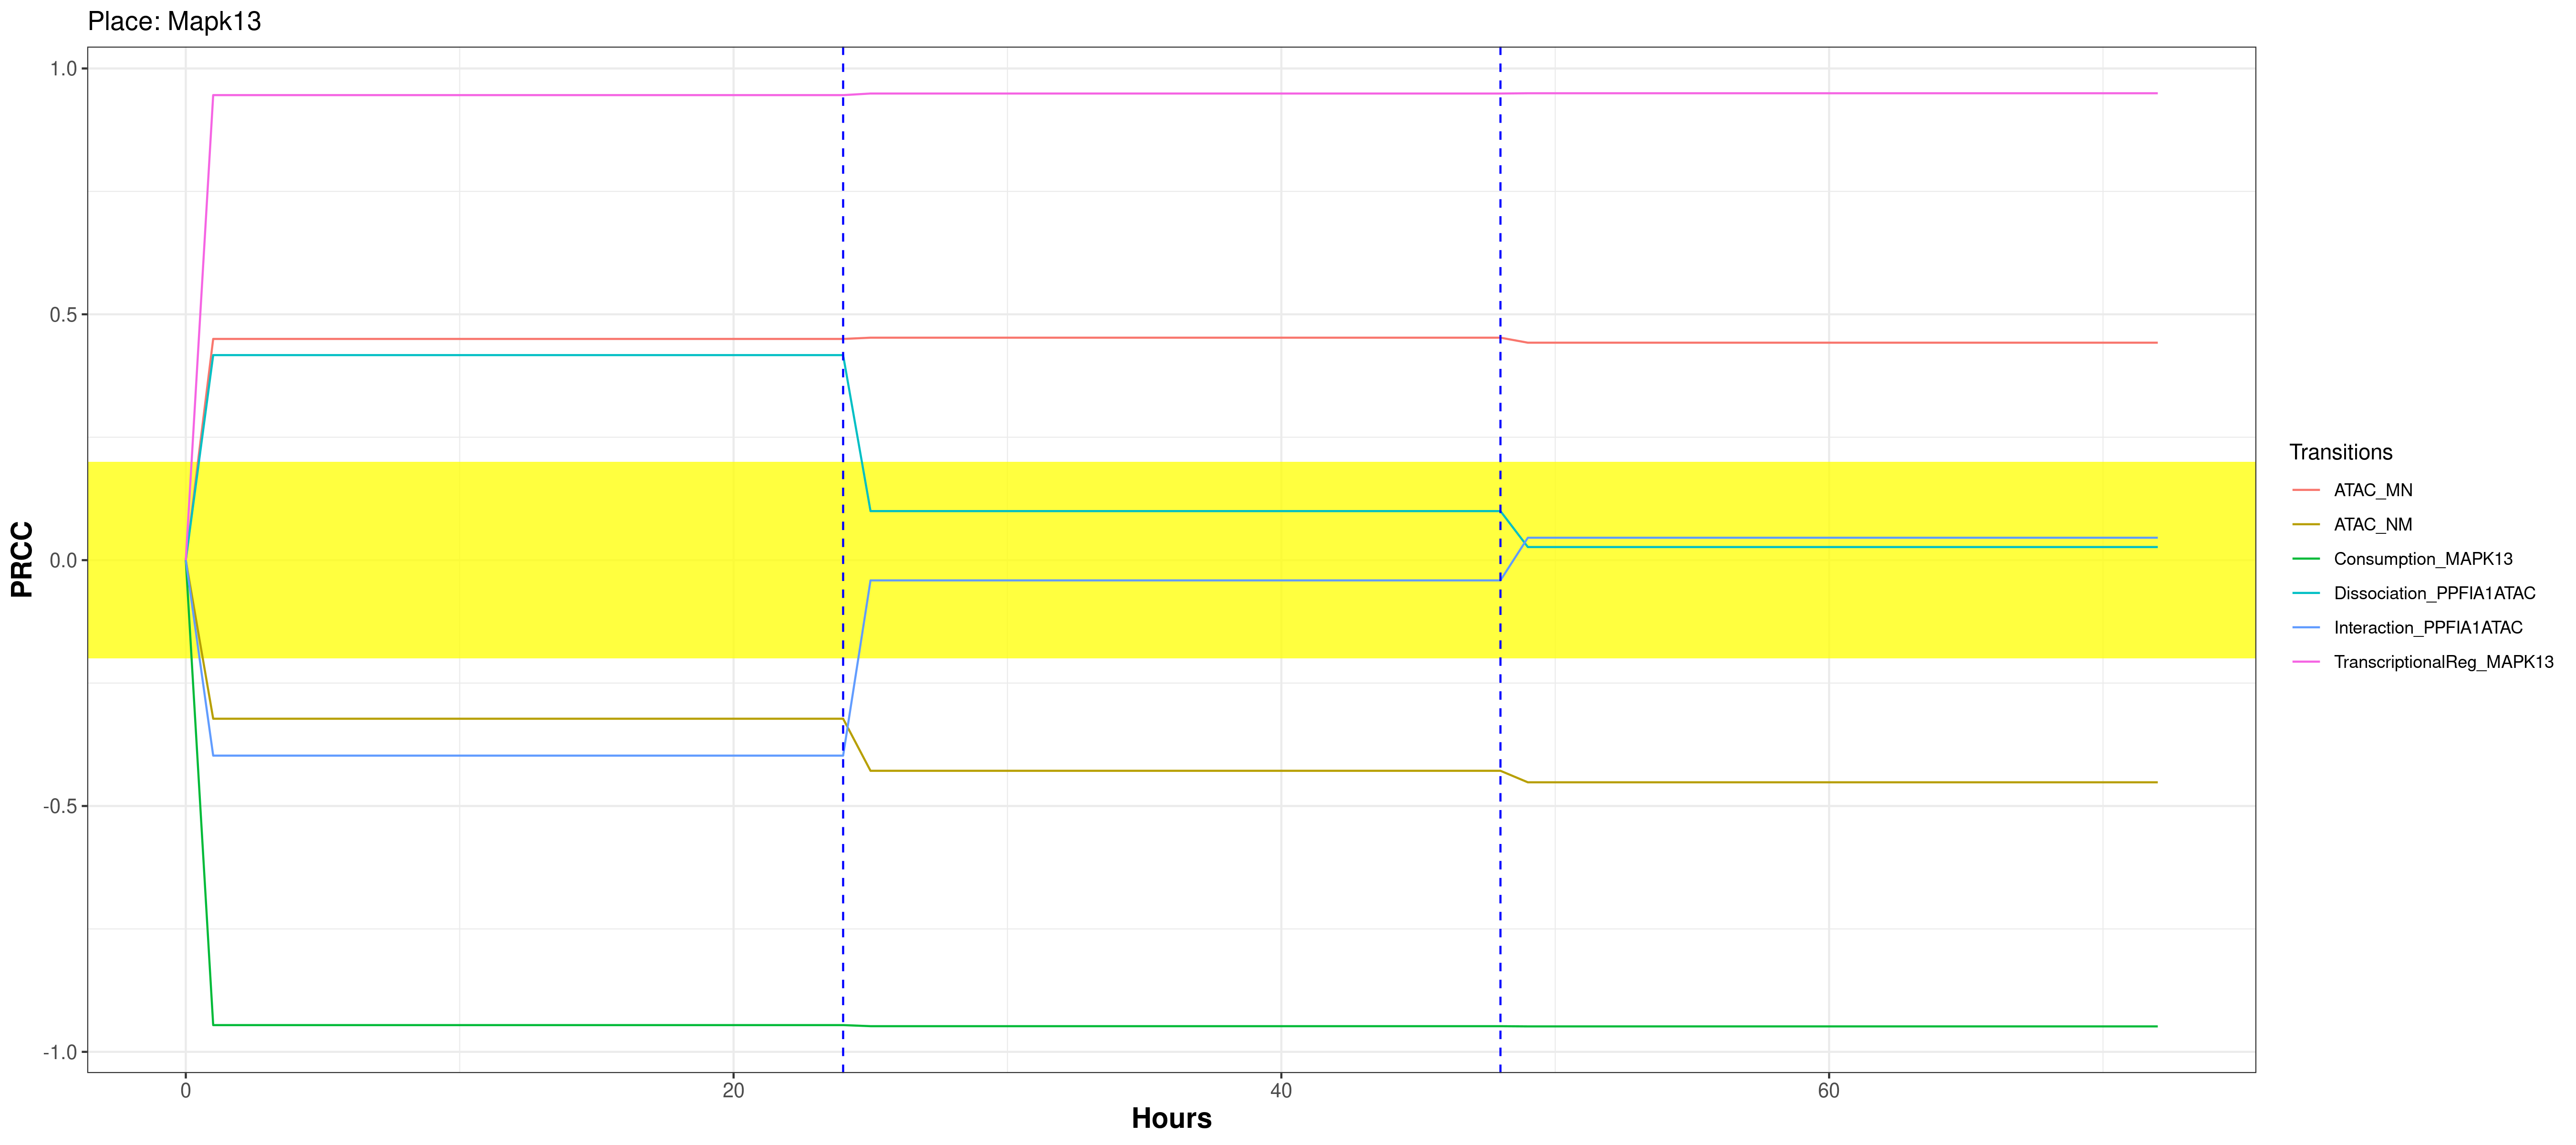 Place: Mapk13
1.0
0.5
0.0
-0.5
-1.0
PRCC
0
20
40
60
Hours
Transitions
ATAC_MN
ATAC_NM
Consumption_MAPK13
Dissociation_PPFIA1ATAC
Interaction_PPFIA1ATAC
TranscriptionalReg_MAPK13